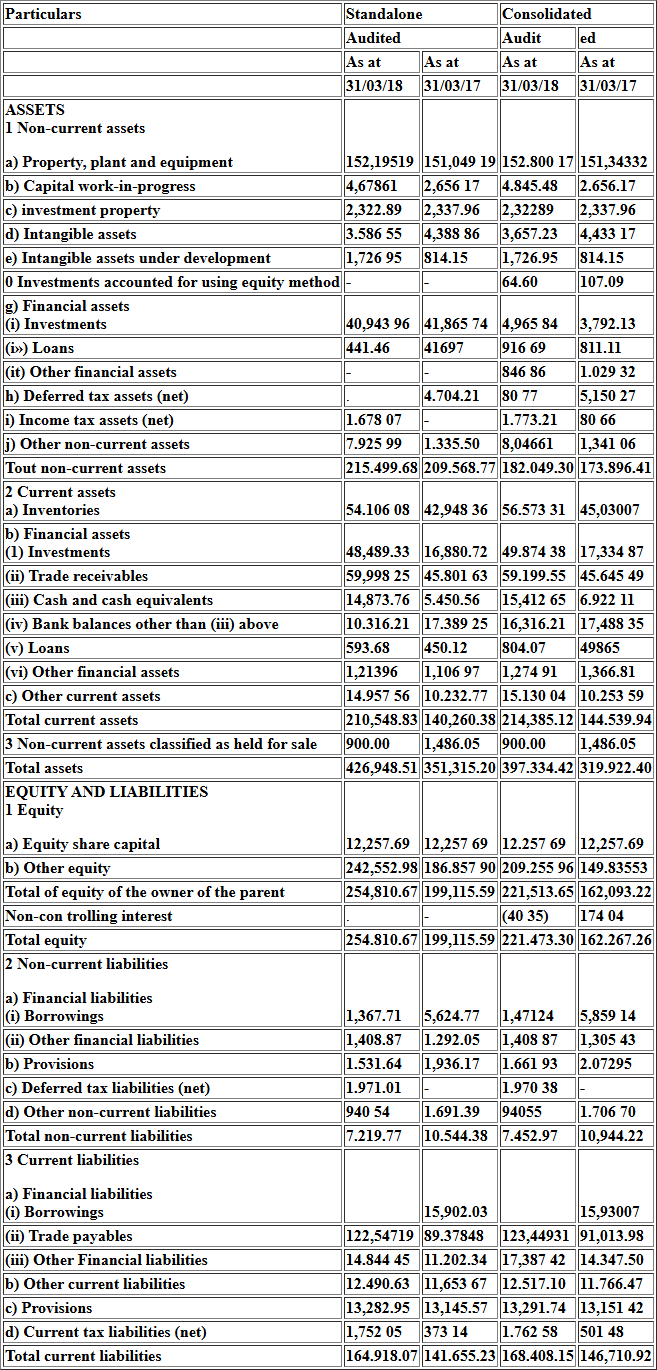 Particulars Standalone Consolidated
Audited Audit ed
As at As at As at As at
31/03/18 31/03/17 31/03/18 31/03/17
ASSETS
1 Non-current assets
a) Property, plant and equipment 152,19519 151,049 19 152.800 17 151,34332
b) Capital work-in-progress 4,67861 2,656 17 4.845.48 2.656.17
c) investment property 2,322.89 2,337.96 2,32289 2,337.96
d) Intangible assets 3.586 55 4,388 86 3,657.23 4,433 17
e) Intangible assets under development 1,726 95 814.15 1,726.95 814.15
0 Investments accounted for using equity method - - 64.60 107.09
g) Financial assets
(i) Investments 40,943 96 41,865 74 4,965 84 3,792.13
(i») Loans 441.46 41697 916 69 811.11
(it) Other financial assets - - 846 86 1.029 32
h) Deferred tax assets (net) . 4.704.21 80 77 5,150 27
i) Income tax assets (net) 1.678 07 - 1.773.21 80 66
j) Other non-current assets 7.925 99 1.335.50 8,04661 1,341 06
Tout non-current assets 215.499.68 209.568.77 182.049.30 173.896.41
2 Current assets
a) Inventories 54.106 08 42,948 36 56.573 31 45,03007
b) Financial assets
(1) Investments 48,489.33 16,880.72 49.874 38 17,334 87
(ii) Trade receivables 59,998 25 45.801 63 59.199.55 45.645 49
(iii) Cash and cash equivalents 14,873.76 5.450.56 15,412 65 6.922 11
(iv) Bank balances other than (iii) above 10.316.21 17.389 25 16,316.21 17,488 35
(v) Loans 593.68 450.12 804.07 49865
(vi) Other financial assets 1,21396 1,106 97 1,274 91 1,366.81
c) Other current assets 14.957 56 10.232.77 15.130 04 10.253 59
Total current assets 210,548.83 140,260.38 214,385.12 144.539.94
3 Non-current assets classified as held for sale 900.00 1,486.05 900.00 1,486.05
Total assets 426,948.51 351,315.20 397.334.42 319.922.40
EQUITY AND LIABILITIES
1 Equity
a) Equity share capital 12,257.69 12,257 69 12.257 69 12,257.69
b) Other equity 242,552.98 186.857 90 209.255 96 149.83553
Total of equity of the owner of the parent 254,810.67 199,115.59 221,513.65 162,093.22
Non-con trolling interest . - (40 35) 174 04
Total equity 254.810.67 199,115.59 221.473.30 162.267.26
2 Non-current liabilities
a) Financial liabilities
(i) Borrowings 1,367.71 5,624.77 1,47124 5,859 14
(ii) Other financial liabilities 1,408.87 1.292.05 1,408 87 1,305 43
b) Provisions 1.531.64 1,936.17 1.661 93 2.07295
c) Deferred tax liabilities (net) 1.971.01 - 1.970 38 -
d) Other non-current liabilities 940 54 1.691.39 94055 1.706 70
Total non-current liabilities 7.219.77 10.544.38 7.452.97 10,944.22
3 Current liabilities
a) Financial liabilities
(i) Borrowings 15,902.03 15,93007
(ii) Trade payables 122,54719 89.37848 123,44931 91,013.98
(iii) Other Financial liabilities 14.844 45 11.202.34 17,387 42 14.347.50
b) Other current liabilities 12.490.63 11,653 67 12.517.10 11.766.47
c) Provisions 13,282.95 13,145.57 13,291.74 13,151 42
d) Current tax liabilities (net) 1,752 05 373 14 1.762 58 501 48
Total current liabilities 164.918.07 141.655.23 168.408.15 146,710.92